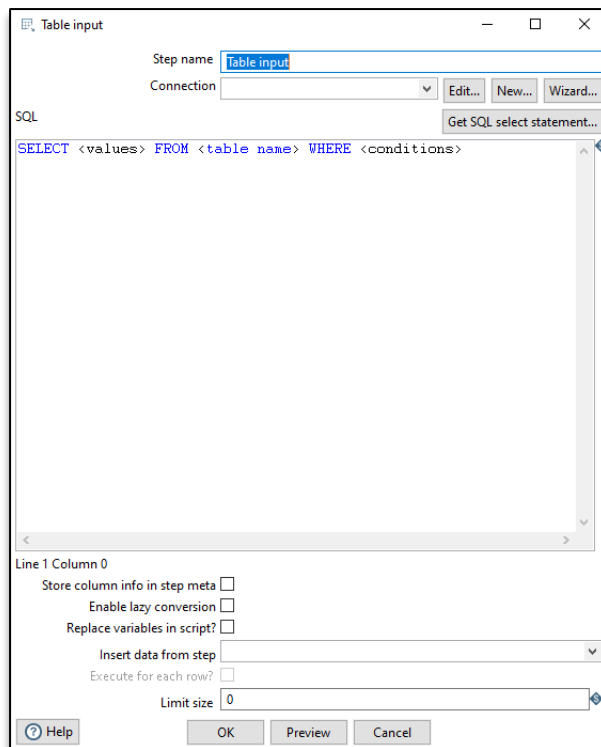 Table input
Step name Table input
Connection Edit... New... Wizard...
SQL Get SQL select statement...
SELECT <values> FROM <table name> WHERE <conditions>
Line 1 Column 0
Store column info in step meta
Enable lazy conversion
Replace variables in script?
Insert data from step
Execute for each row?
Limit size 0
Help OK Preview Cancel